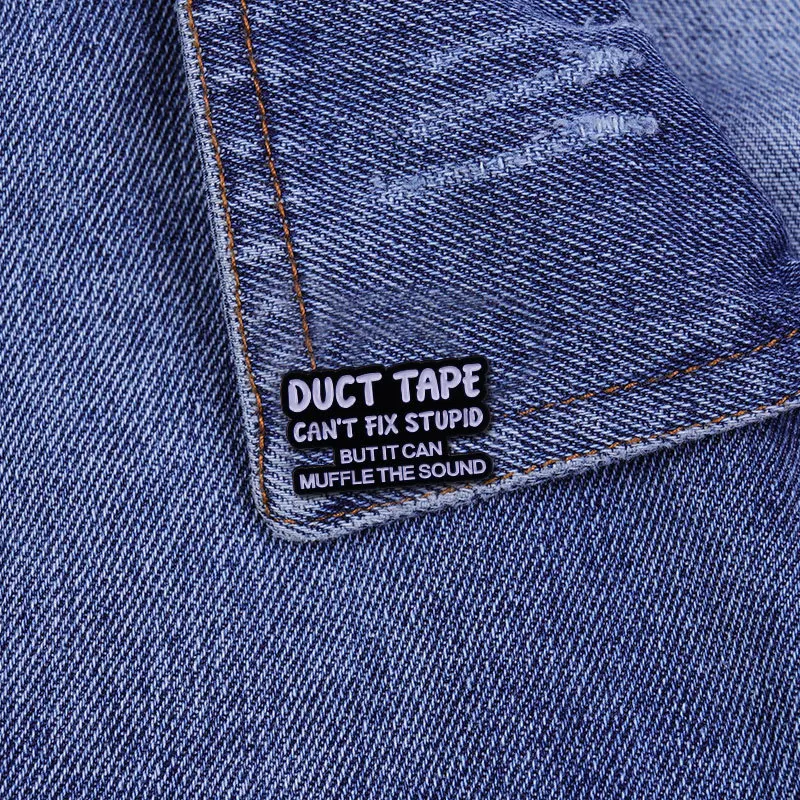 DUCT TAPE
CAN'T FIX STUPID
BUT IT CAN
MUFFLE THE SOUND